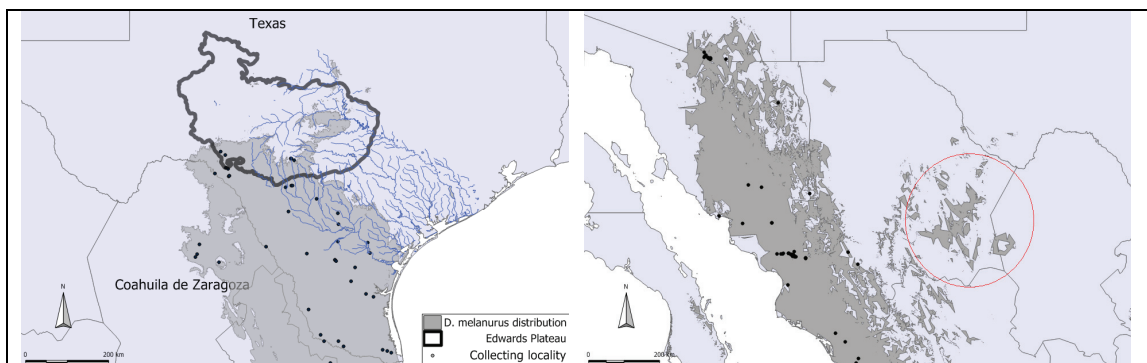 Texas
Coahuila de Zaragoza
N
0
200 km
D. melanurus distribution
Edwards Plateau
Collecting locality
N
0
200 km